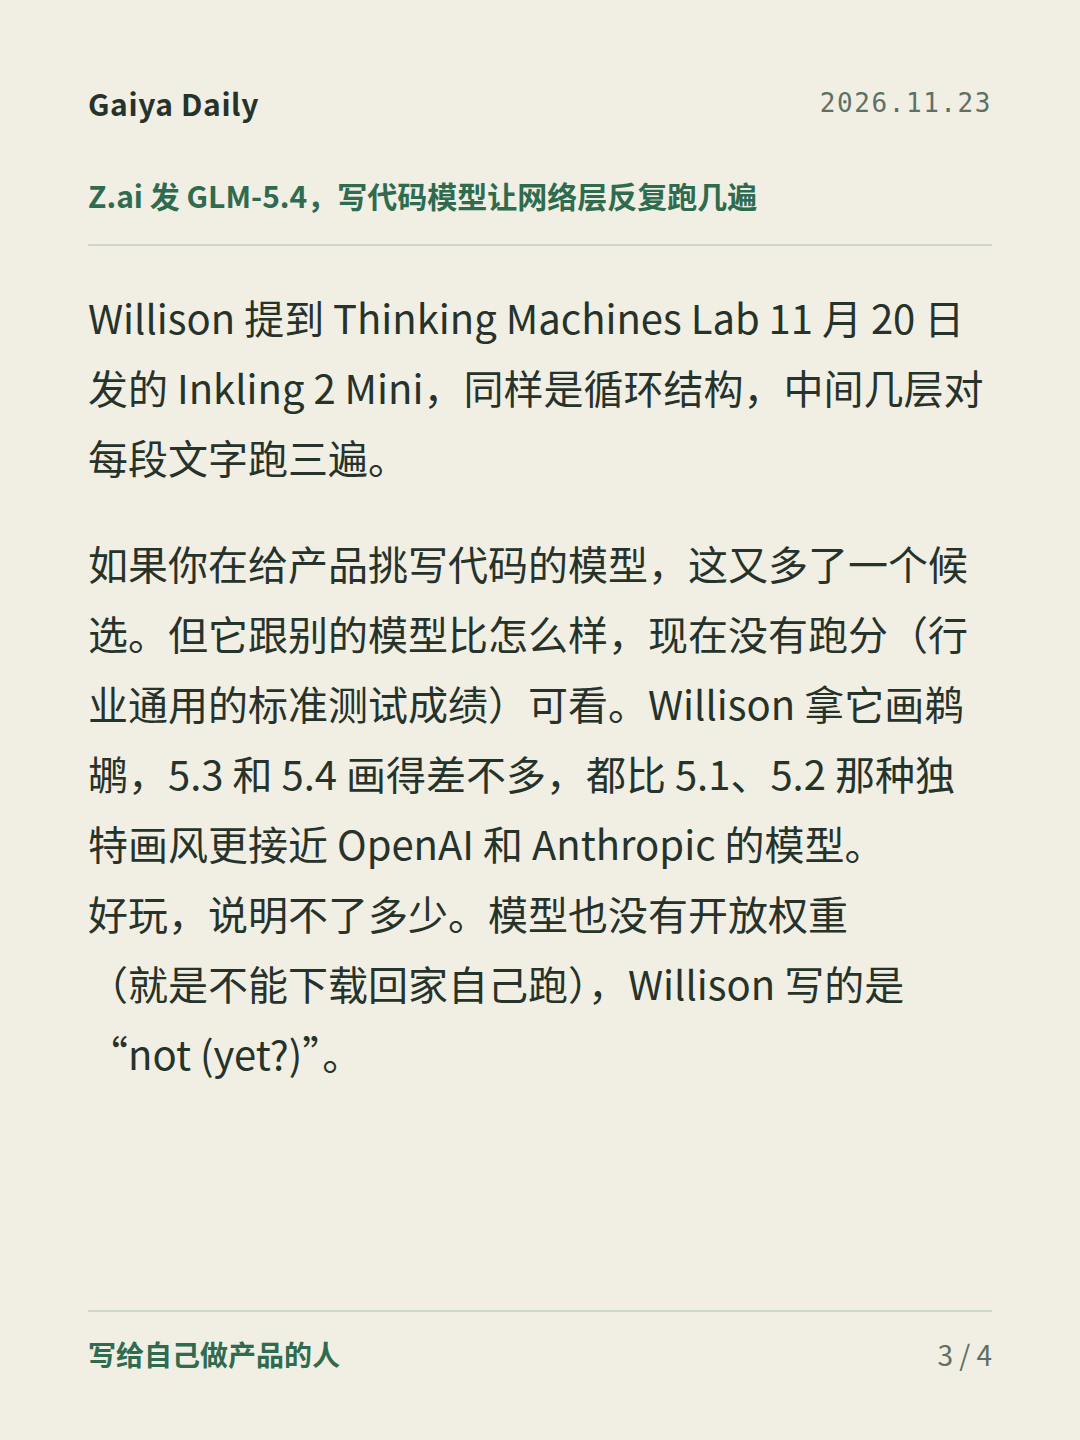 Gaiya Daily
2026.11.23
Z.ai 发 GLM-5.4，写代码模型让网络层反复跑几遍
Willison 提到 Thinking Machines Lab 11 月 20 日
发的 Inkling 2 Mini，同样是循环结构，中间几层对
每段文字跑三遍。
如果你在给产品挑写代码的模型，这又多了一个候
选。但它跟别的模型比怎么样，现在没有跑分（行
业通用的标准测试成绩）可看。Willison 拿它画鹈
鹕，5.3 和 5.4 画得差不多，都比 5.1、5.2 那种独
特画风更接近 OpenAI 和 Anthropic 的模型。
好玩，说明不了多少。模型也没有开放权重
（就是不能下载回家自己跑），Willison 写的是
“not (yet?)”。
写给自己做产品的人
3 / 4